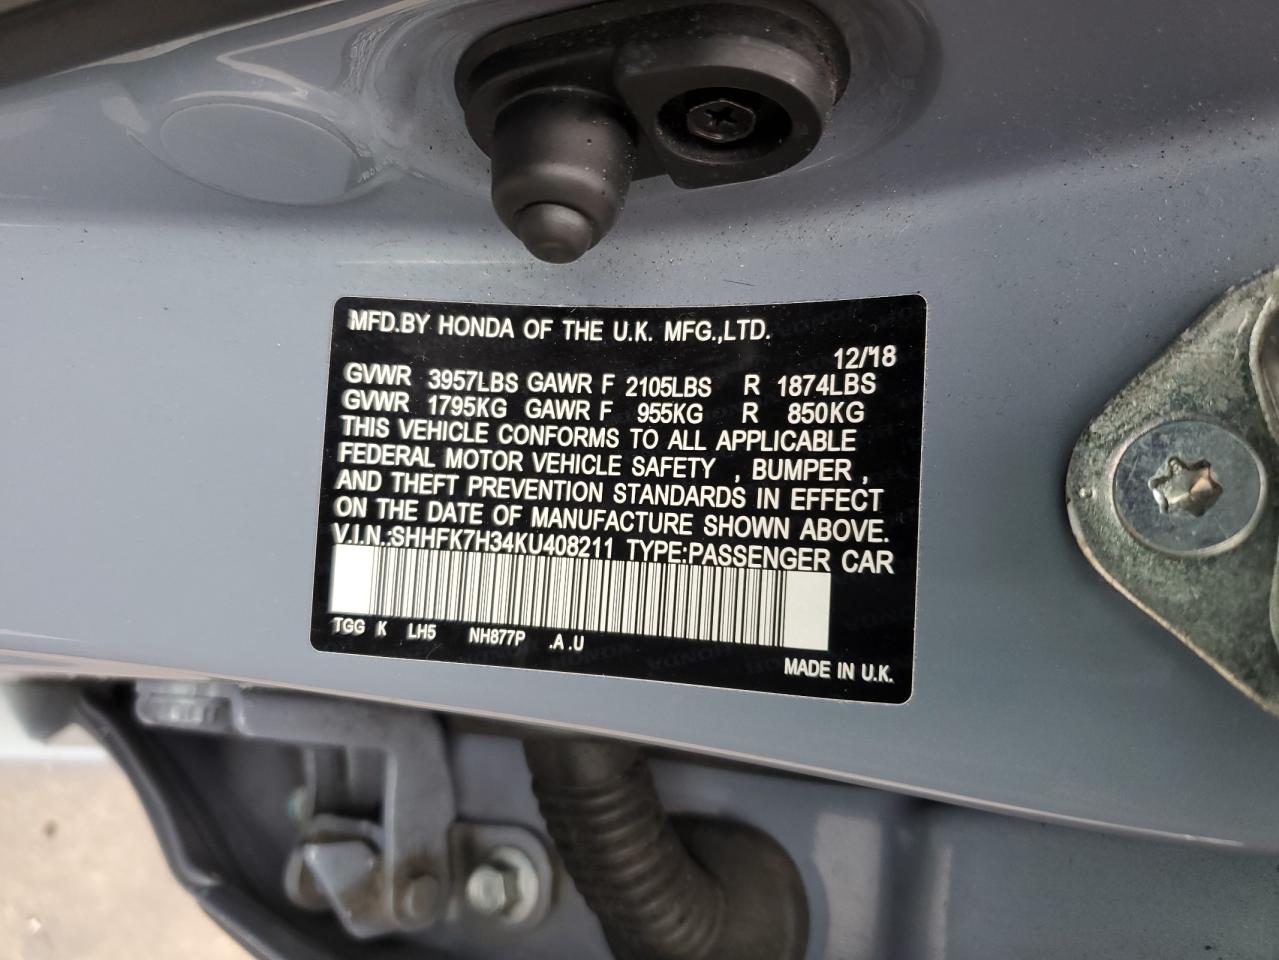 MFD.BY HONDA OF THE U.K. MFG.,LTD.
12/'18
GVWR 3957LBS GAWR F 2105LBS R 1874LBS
GVWR 1795KG GAWR F 955KG R 850KG
THIS VEHICLE CONFORMS TO ALL APPLICABLE
FEDERAL MOTOR VEHICLE SAFETY , BUMPER ,
AND THEFT PREVENTION STANDARDS IN EFFECT
ON THE DATE OF MANUFACTURE SHOWN ABOVE.
V.I.N.:SHHFK7H34KU408211 TYPE:PASSENGER CAR
TGG K LH5 NH877P .A .U
MADE IN U.K.